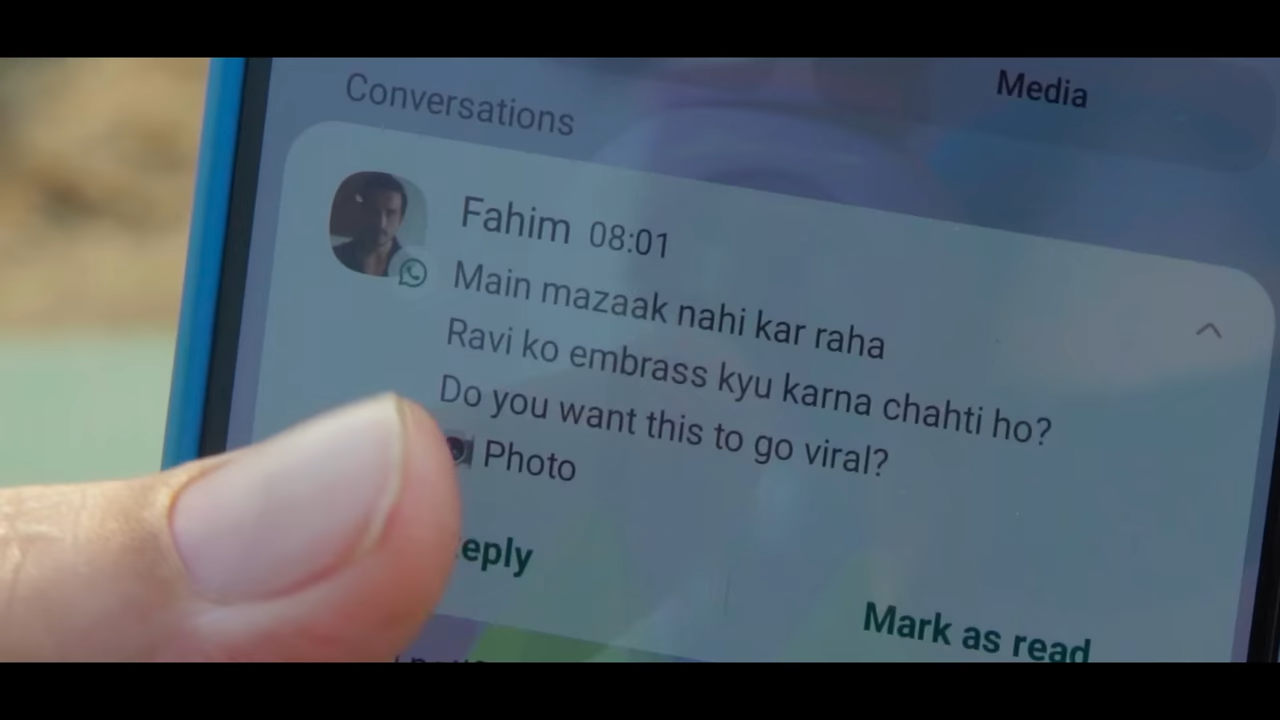 Conversations
Media
Fahim 08:01
Main mazaak nahi kar raha
Ravi ko embrass kyu karna chahti ho?
Do you want this to go viral?
Photo
eply
Mark as read